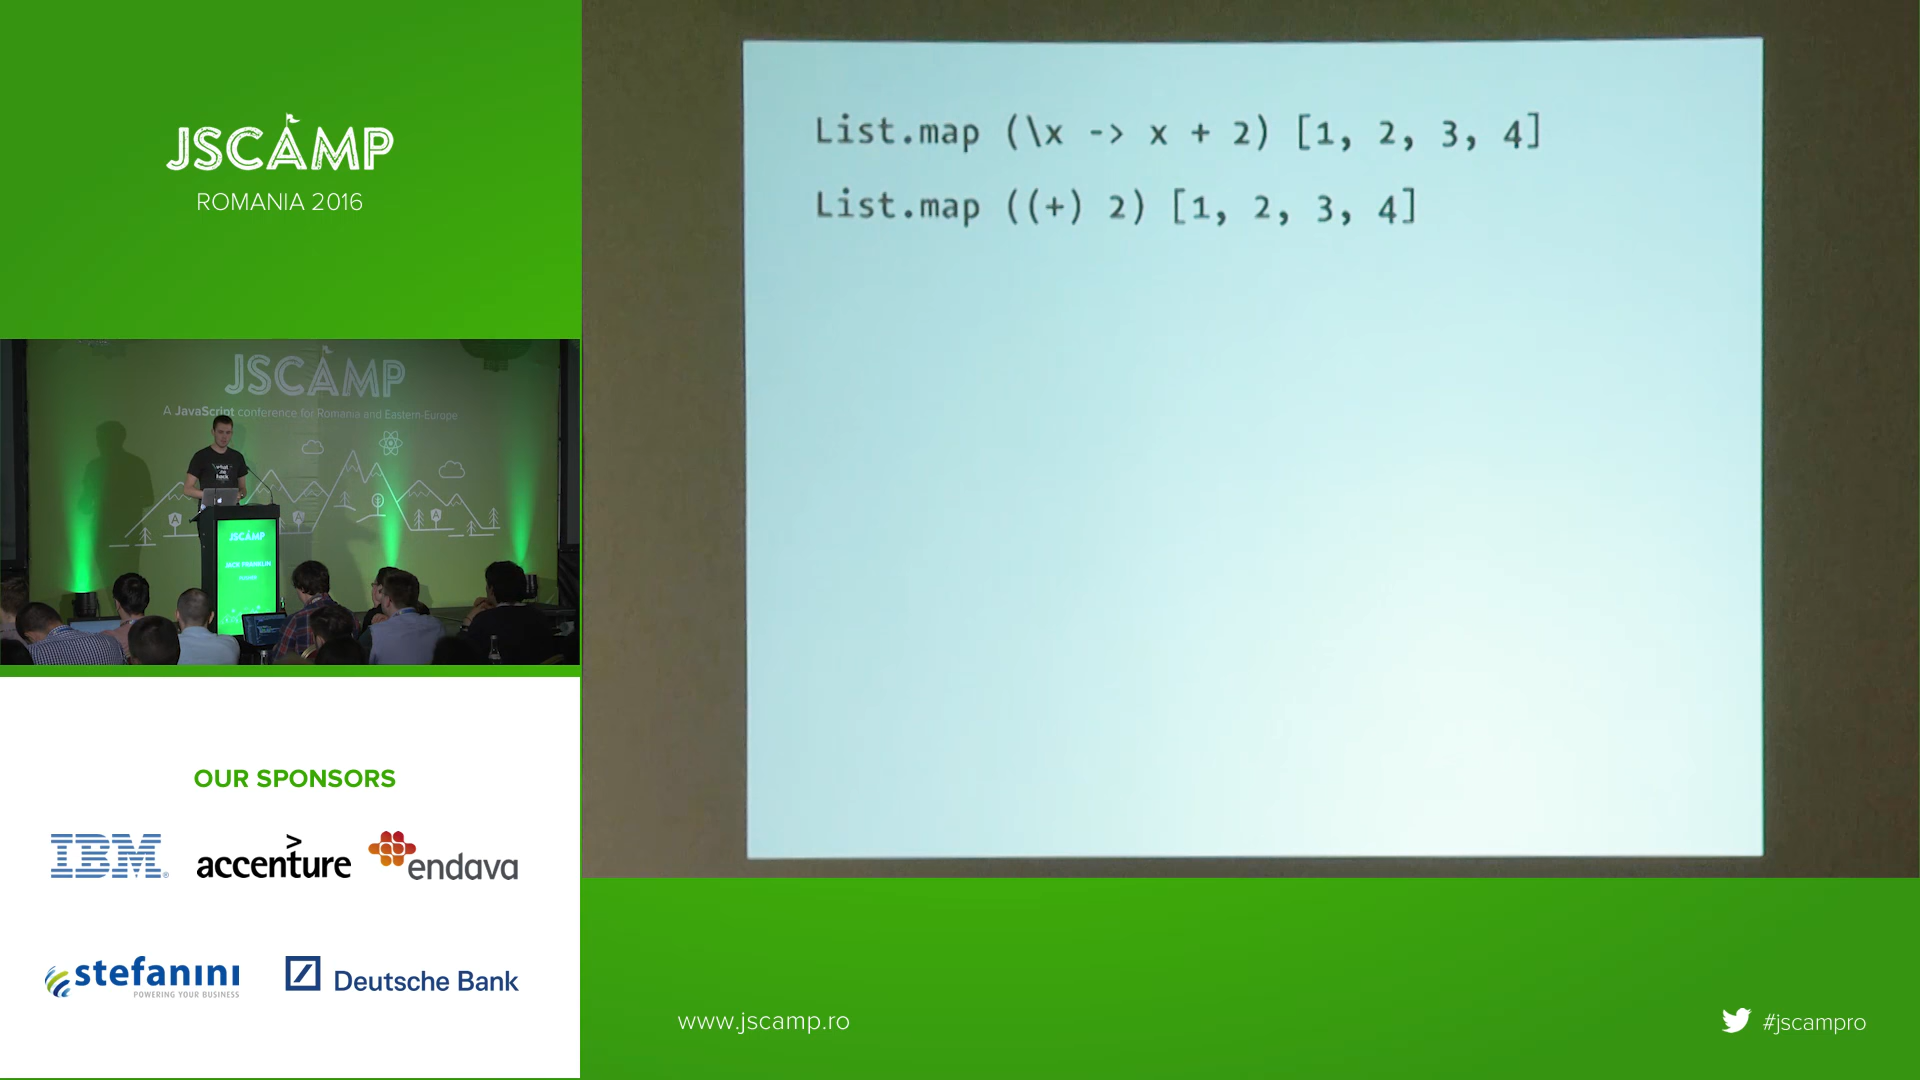 JSCAMP
ROMANIA 2016
List.map (\x -> x + 2) [1, 2, 3, 4]
List.map ((+) 2) [1, 2, 3, 4]
JSCAMP
A JavaScript conference for Romania and Eastern Europe
JSCAMP
JACK FRANKLIN
OUR SPONSORS
IBM®
accenture
endava
stefanini
POWERING YOUR BUSINESS
Deutsche Bank
www.jscamp.ro
#jscampro